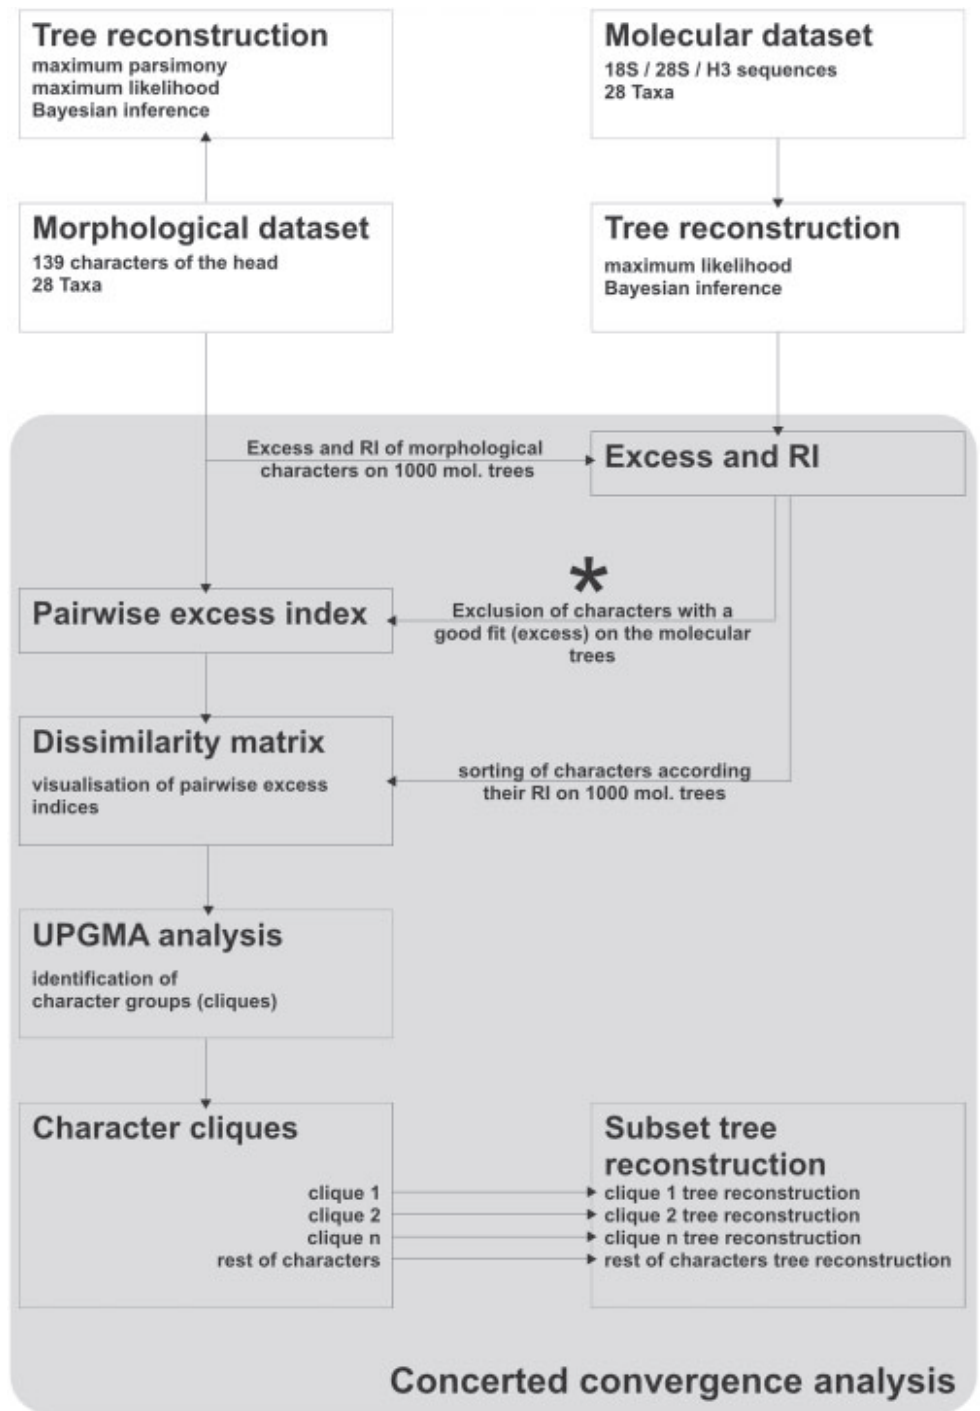 Tree reconstruction
maximum parsimony
maximum likelihood
Bayesian inference
Molecular dataset
18S / 28S / H3 sequences
28 Taxa
Morphological dataset
139 characters of the head
28 Taxa
Tree reconstruction
maximum likelihood
Bayesian inference
Excess and RI of morphological
characters on 1000 mol. trees
Excess and RI
*
Pairwise excess index
Exclusion of characters with a
good fit (excess) on the molecular
trees
Dissimilarity matrix
visualisation of pairwise excess
indices
sorting of characters according
their RI on 1000 mol. trees
UPGMA analysis
identification of
character groups (cliques)
Character cliques
clique 1
clique 2
clique n
rest of characters
Subset tree
reconstruction
clique 1 tree reconstruction
clique 2 tree reconstruction
clique n tree reconstruction
rest of characters tree reconstruction
Concerted convergence analysis